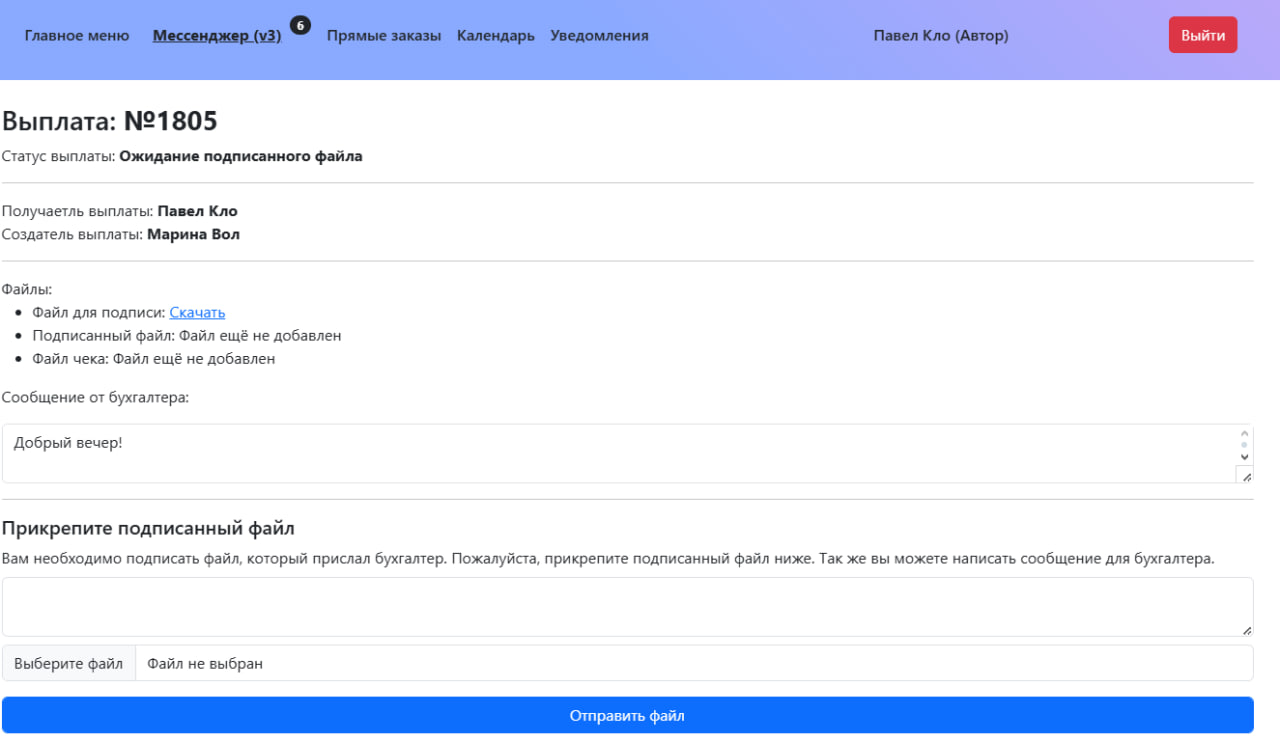 Главное меню Мессенджер (v3) 6 Прямые заказы Календарь Уведомления Павел Кло (Автор) Выйти
Выплата: №1805
Статус выплаты: Ожидание подписанного файла
Получаетль выплаты: Павел Кло
Создатель выплаты: Марина Вол
Файлы:
Файл для подписи: Скачать
Подписанный файл: Файл ещё не добавлен
Файл чека: Файл ещё не добавлен
Сообщение от бухгалтера:
Добрый вечер!
Прикрепите подписанный файл
Вам необходимо подписать файл, который прислал бухгалтер. Пожалуйста, прикрепите подписанный файл ниже. Так же вы можете написать сообщение для бухгалтера.
Выберите файл Файл не выбран
Отправить файл